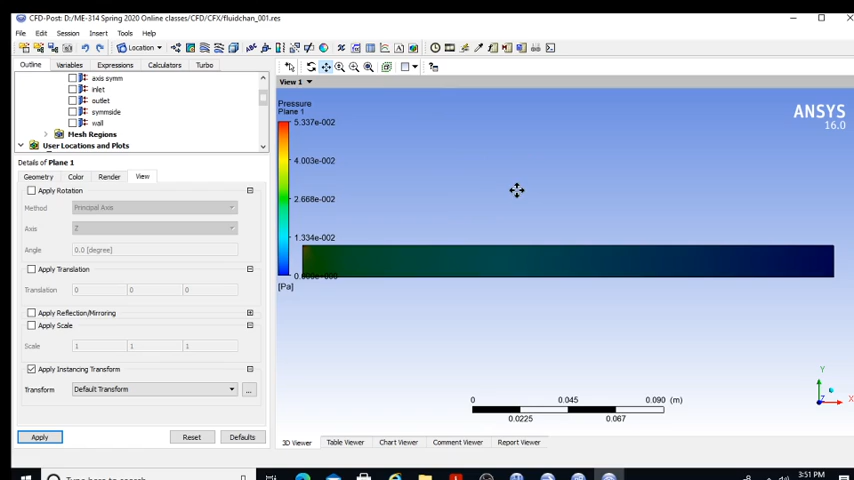 CFD-Post: D:/ME-314 Spring 2020 Online classes/CFD/CFX/fluidchan_001.res
File Edit Session Insert Tools Help
Location
Outline Variables Expressions Calculators Turbo
View 1
axis symm
inlet
outlet
symmside
wall
Mesh Regions
User Locations and Plots
Details of Plane 1
Geometry Color Render View
Apply Rotation
Method Principal Axis
Axis Z
Angle 0.0 [degree]
Apply Translation
Translation 0 0 0
Apply Reflection/Mirroring
Apply Scale
Scale 1 1 1
Apply Instancing Transform
Transform Default Transform ...
Apply Reset Defaults
Pressure
Plane 1
5.337e-002
4.003e-002
2.668e-002
1.334e-002
[Pa]
ANSYS
16.0
0 0.045 0.090 (m)
0.0225 0.067
Y
Z X
3D Viewer Table Viewer Chart Viewer Comment Viewer Report Viewer
Type here to search
3:51 PM